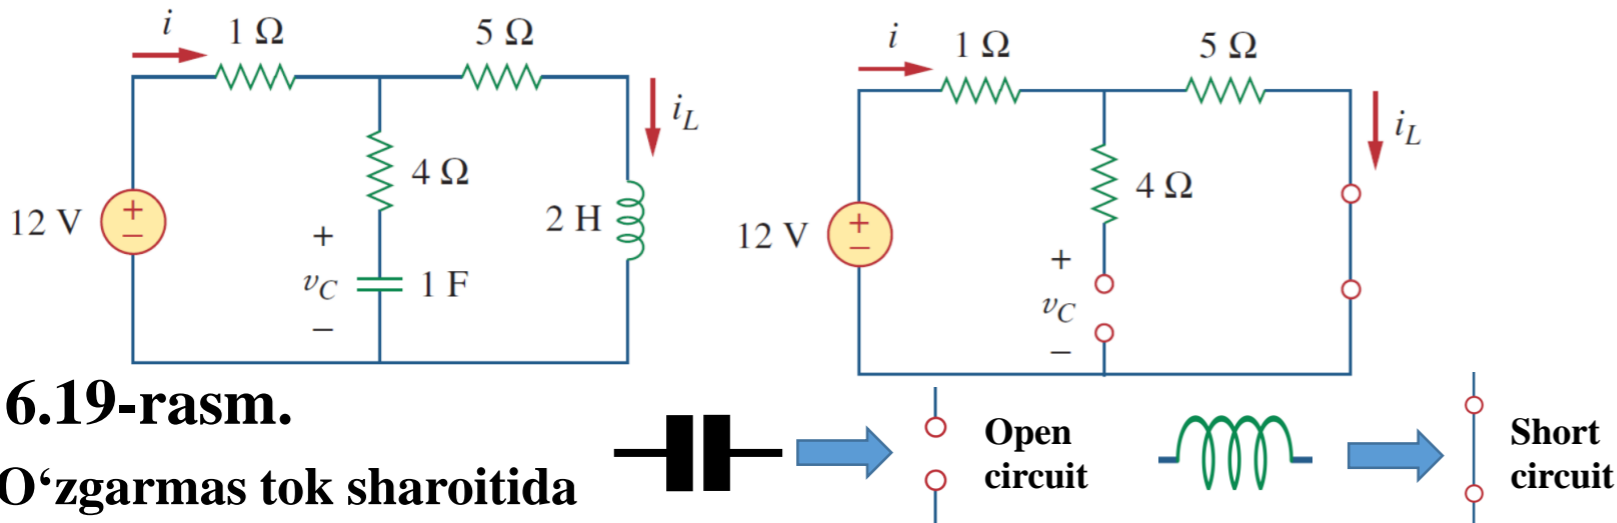 i 1 Ω 5 Ω
i_L
4 Ω
12 V + −
2 H
+
v_C 1 F
−
i 1 Ω 5 Ω
i_L
4 Ω
12 V + −
+
v_C
−
6.19-rasm.
O‘zgarmas tok sharoitida
Open
circuit
Short
circuit